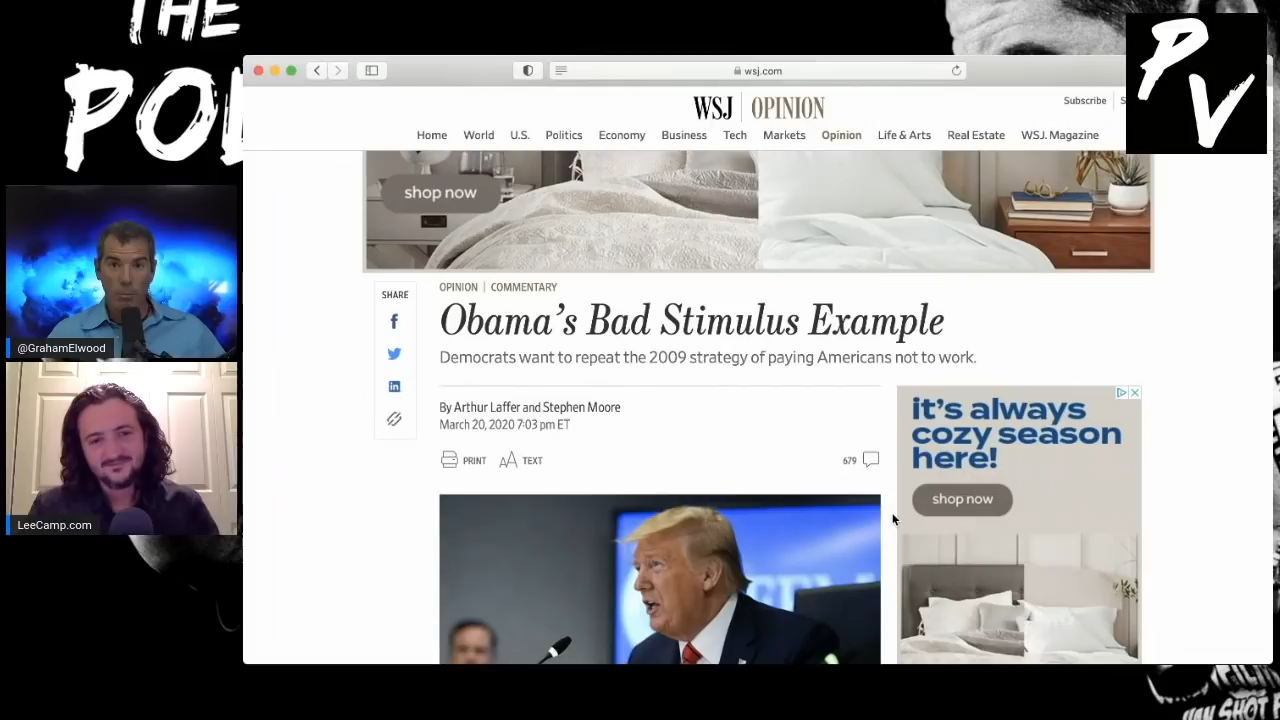 THE
PO
PV
wsj.com
WSJ | OPINION
Subscribe
S
Home World U.S. Politics Economy Business Tech Markets Opinion Life & Arts Real Estate WSJ. Magazine
shop now
OPINION | COMMENTARY
SHARE
Obama's Bad Stimulus Example
Democrats want to repeat the 2009 strategy of paying Americans not to work.
By Arthur Laffer and Stephen Moore
March 20, 2020 7:03 pm ET
PRINT AA TEXT
679
it's always
cozy season
here!
shop now
@GrahamElwood
LeeCamp.com